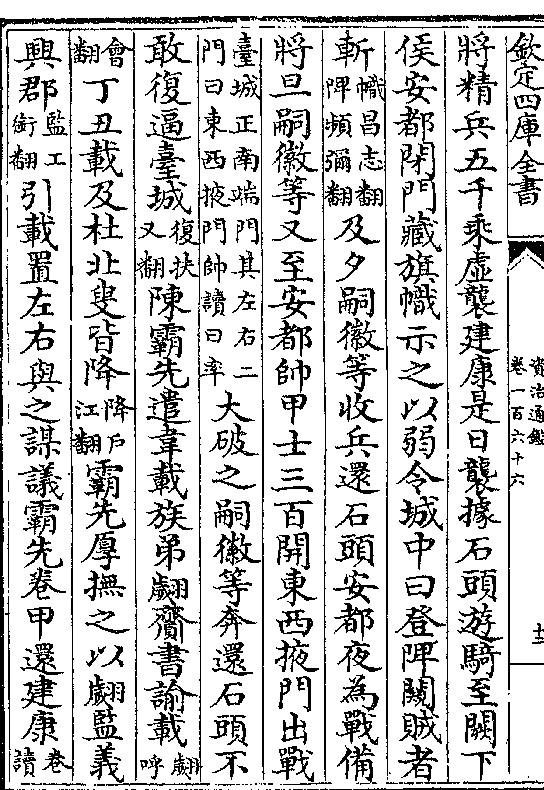 欽定四庫全書
資治通鑑
卷一百六十六
十二
將精兵五千乘虛襲建康是日襲據石頭遊騎至闕下
侯安都閉門藏旗幟示之以弱令城中曰登陴闚賊者
斬幟昌志翻陴頻彌翻及夕嗣徽等收兵還石頭安都夜為戰備
將旦嗣徽等又至安都帥甲士三百開東西掖門出戰
臺城正南端門其左右二門曰東西掖門帥讀曰率大破之嗣徽等奔還石頭不
敢復逼臺城復扶又翻陳霸先遣韋載族弟翽齎書諭載翽呼
會翻丁丑載及杜北叟皆降降戶江翻霸先厚撫之以翽監義
興郡監工銜翻引載置左右與之謀議霸先卷甲還建康卷讀